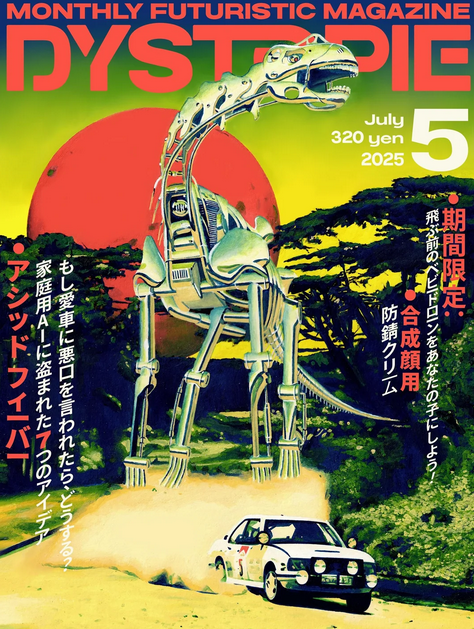 MONTHLY FUTURISTIC MAGAZINE
DYSTOPIE
July
320 yen
2025
5
•期間限定:
飛ぶ前のベビドロンをあなたの子にしよう!
•合成顔用
防錆クリーム
もし愛車に悪口を言われたら、どうする?
家庭用AIに盗まれた7つのアイデア
•アシッド・フィーバー